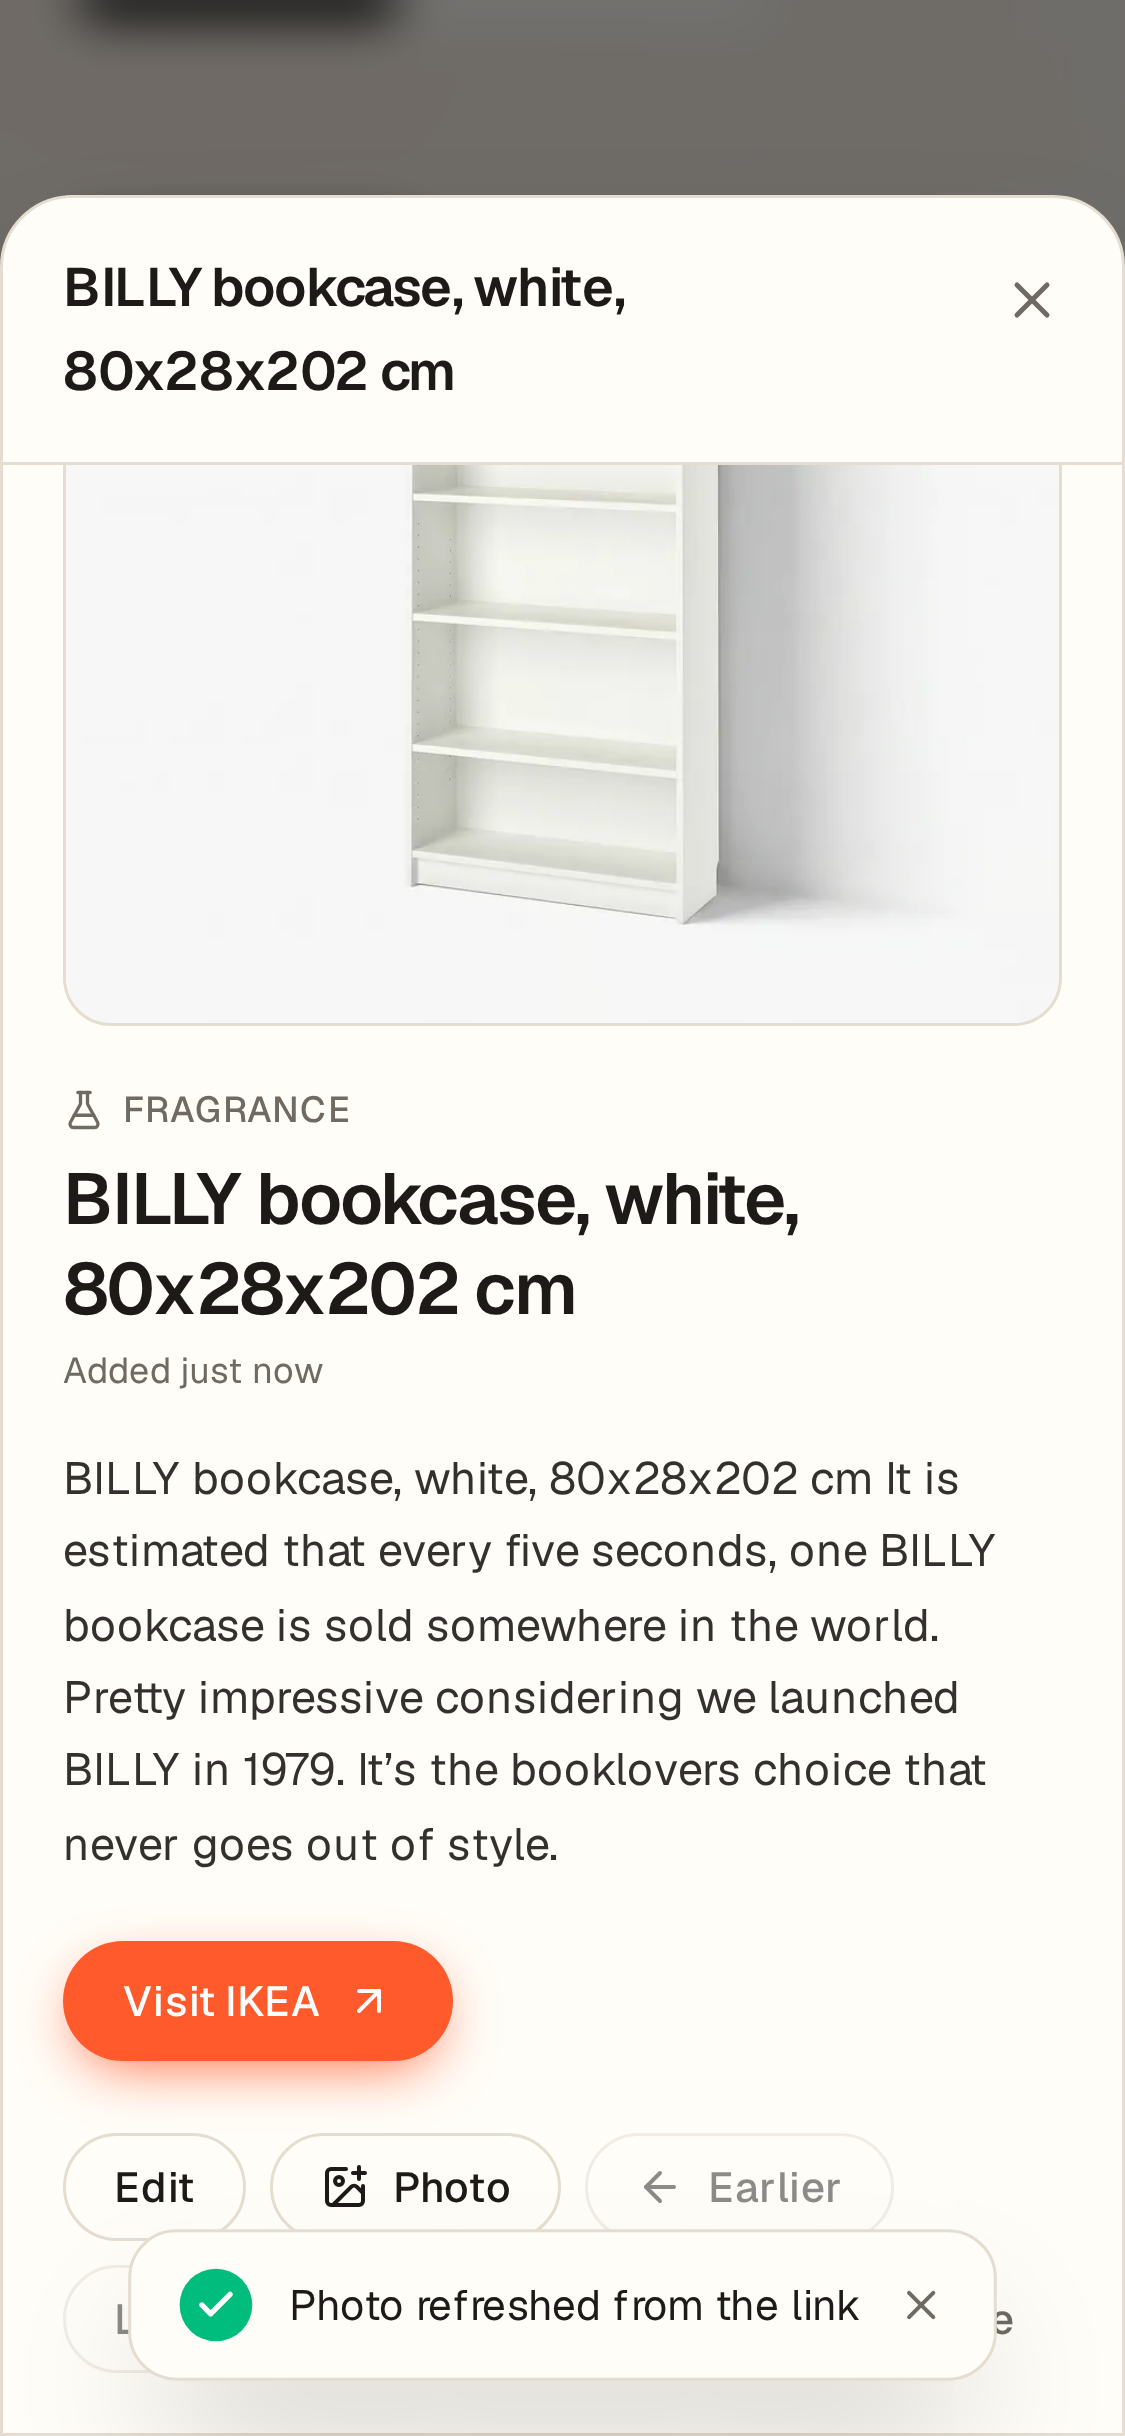 BILLY bookcase, white,
80x28x202 cm
FRAGRANCE
BILLY bookcase, white,
80x28x202 cm
Added just now
BILLY bookcase, white, 80x28x202 cm It is
estimated that every five seconds, one BILLY
bookcase is sold somewhere in the world.
Pretty impressive considering we launched
BILLY in 1979. It’s the booklovers choice that
never goes out of style.
Visit IKEA
Edit
Photo
Earlier
Photo refreshed from the link